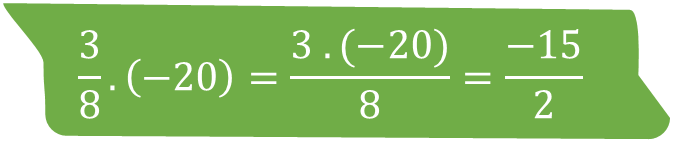 3/8 . (−20) = 3 . (−20)/8 = −15/2